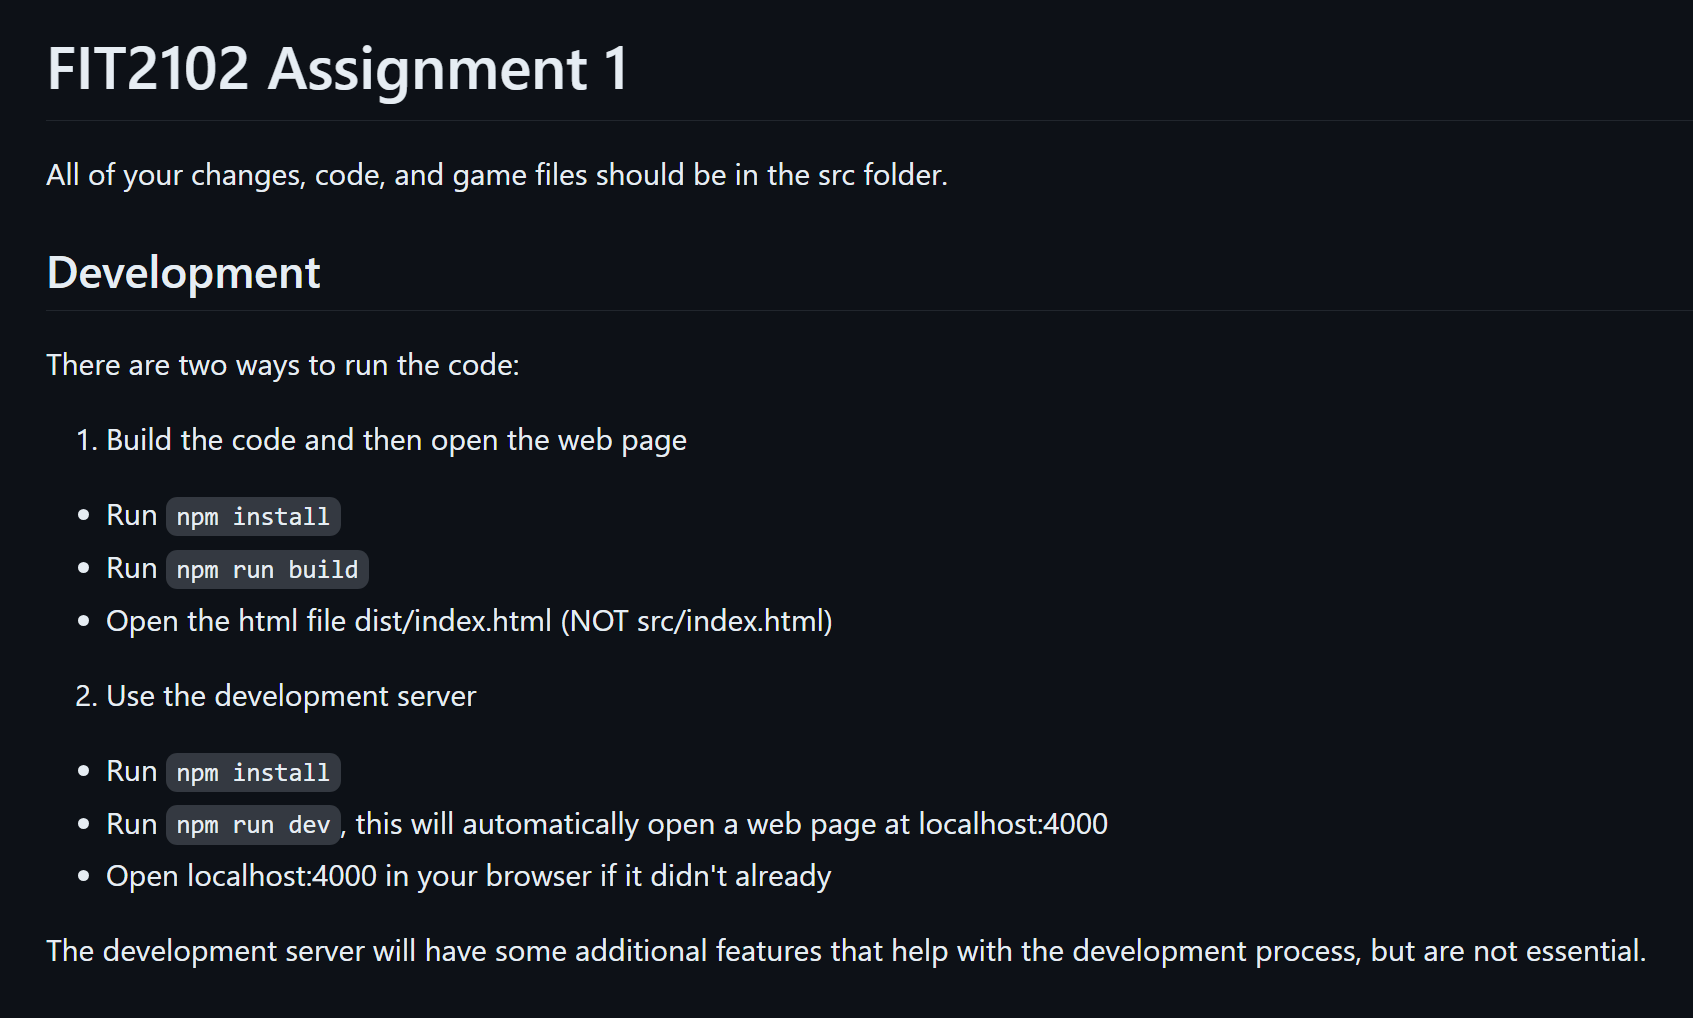 FIT2102 Assignment 1
All of your changes, code, and game files should be in the src folder.
Development
There are two ways to run the code:
1. Build the code and then open the web page
• Run npm install
• Run npm run build
• Open the html file dist/index.html (NOT src/index.html)
2. Use the development server
• Run npm install
• Run npm run dev, this will automatically open a web page at localhost:4000
• Open localhost:4000 in your browser if it didn't already
The development server will have some additional features that help with the development process, but are not essential.